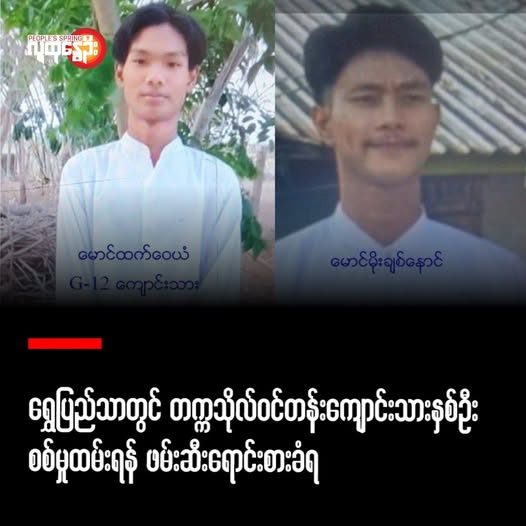 PEOPLE'S SPRING
လူထုနွေဦး
မောင်ထက်ဝေယံ
G-12 ကျောင်းသား
မောင်မိုးချစ်နောင်
ရွှေပြည်သာတွင် တက္ကသိုလ်ဝင်တန်းကျောင်းသားနှစ်ဦး
စစ်မှုထမ်းရန် ဖမ်းဆီးရောင်းစားခံရ